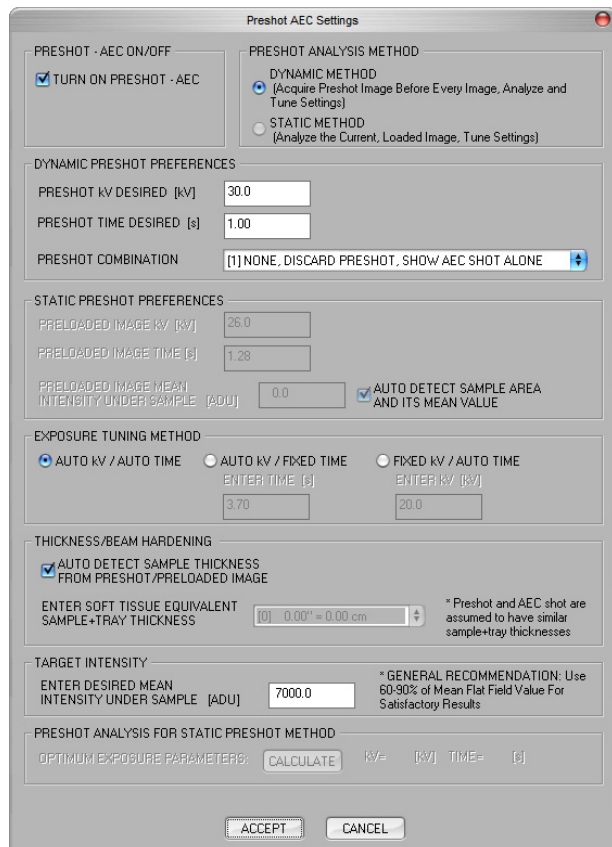 Preshot AEC Settings
PRESHOT - AEC ON/OFF
TURN ON PRESHOT - AEC
PRESHOT ANALYSIS METHOD
DYNAMIC METHOD
(Acquire Preshot Image Before Every Image, Analyze and
Tune Settings)
STATIC METHOD
(Analyze the Current, Loaded Image, Tune Settings)
DYNAMIC PRESHOT PREFERENCES
PRESHOT kV DESIRED [kV]
30.0
PRESHOT TIME DESIRED [s]
1.00
PRESHOT COMBINATION
[1] NONE, DISCARD PRESHOT, SHOW AEC SHOT ALONE
STATIC PRESHOT PREFERENCES
PRELOADED IMAGE kV [kV]
26.0
PRELOADED IMAGE TIME [s]
1.28
PRELOADED IMAGE MEAN
INTENSITY UNDER SAMPLE [ADU]
0.0
AUTO DETECT SAMPLE AREA
AND ITS MEAN VALUE
EXPOSURE TUNING METHOD
AUTO kV / AUTO TIME
AUTO kV / FIXED TIME
ENTER TIME [s]
3.70
FIXED kV / AUTO TIME
ENTER kV [kV]
20.0
THICKNESS/BEAM HARDENING
AUTO DETECT SAMPLE THICKNESS
FROM PRESHOT/PRELOADED IMAGE
ENTER SOFT TISSUE EQUIVALENT
SAMPLE+TRAY THICKNESS
[0] 0.00" = 0.00 cm
* Preshot and AEC shot are
assumed to have similar
sample+tray thicknesses
TARGET INTENSITY
ENTER DESIRED MEAN
INTENSITY UNDER SAMPLE [ADU]
7000.0
* GENERAL RECOMMENDATION: Use
60-90% of Mean Flat Field Value For
Satisfactory Results
PRESHOT ANALYSIS FOR STATIC PRESHOT METHOD
OPTIMUM EXPOSURE PARAMETERS:
CALCULATE
kV= [kV] TIME= [s]
ACCEPT
CANCEL